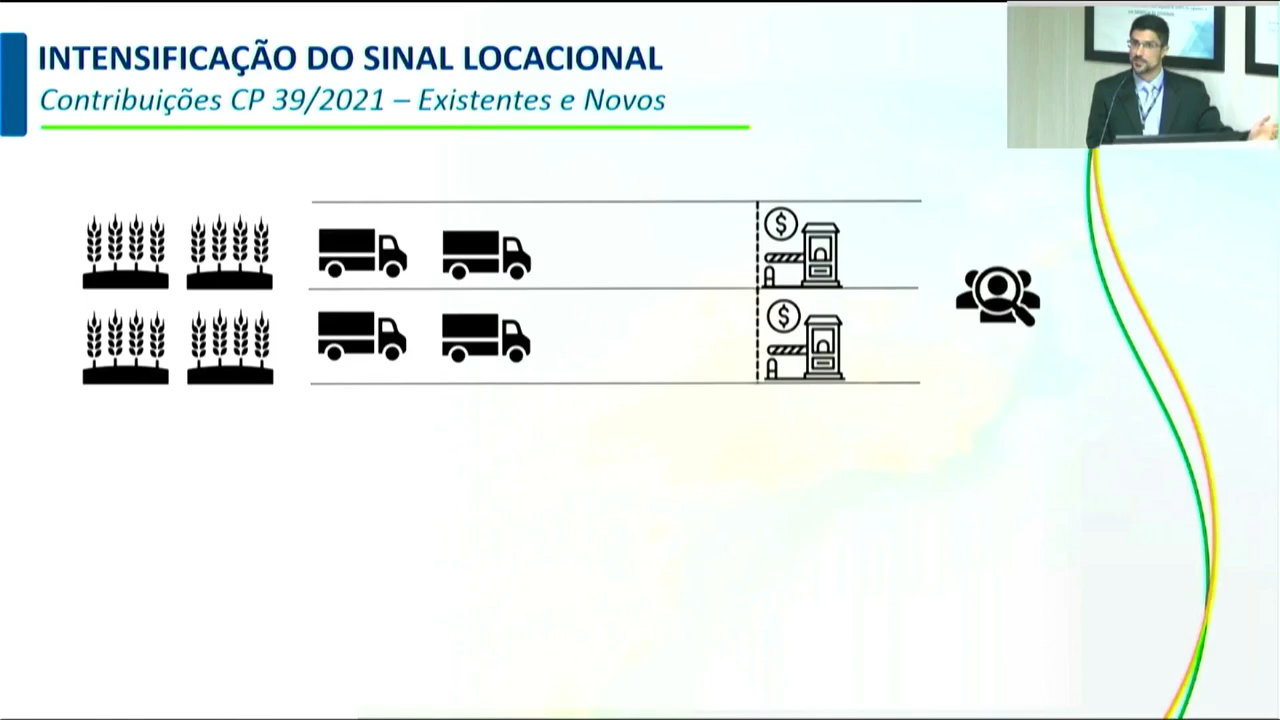 INTENSIFICAÇÃO DO SINAL LOCACIONAL
Contribuições CP 39/2021 – Existentes e Novos
$
$